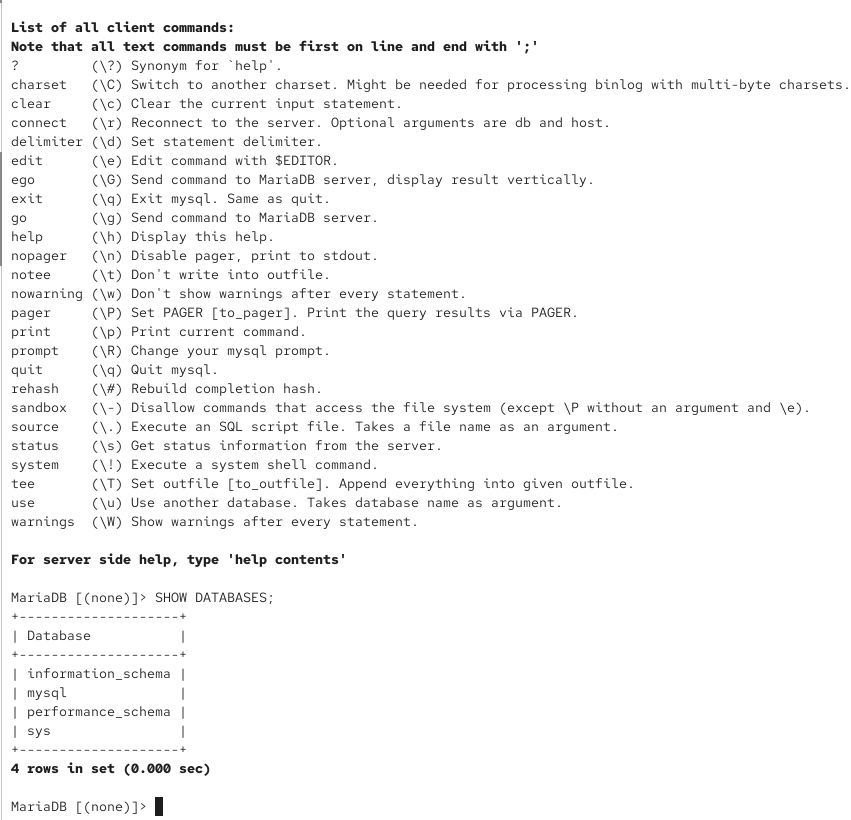 List of all client commands:
Note that all text commands must be first on line and end with ';'
?         (\?) Synonym for `help'.
charset   (\C) Switch to another charset. Might be needed for processing binlog with multi-byte charsets.
clear     (\c) Clear the current input statement.
connect   (\r) Reconnect to the server. Optional arguments are db and host.
delimiter (\d) Set statement delimiter.
edit      (\e) Edit command with $EDITOR.
ego       (\G) Send command to MariaDB server, display result vertically.
exit      (\q) Exit mysql. Same as quit.
go        (\g) Send command to MariaDB server.
help      (\h) Display this help.
nopager   (\n) Disable pager, print to stdout.
notee     (\t) Don't write into outfile.
nowarning (\w) Don't show warnings after every statement.
pager     (\P) Set PAGER [to_pager]. Print the query results via PAGER.
print     (\p) Print current command.
prompt    (\R) Change your mysql prompt.
quit      (\q) Quit mysql.
rehash    (\#) Rebuild completion hash.
sandbox   (\-) Disallow commands that access the file system (except \P without an argument and \e).
source    (\.) Execute an SQL script file. Takes a file name as an argument.
status    (\s) Get status information from the server.
system    (\!) Execute a system shell command.
tee       (\T) Set outfile [to_outfile]. Append everything into given outfile.
use       (\u) Use another database. Takes database name as argument.
warnings  (\W) Show warnings after every statement.

For server side help, type 'help contents'

MariaDB [(none)]> SHOW DATABASES;
+--------------------+
| Database           |
+--------------------+
| information_schema |
| mysql              |
| performance_schema |
| sys                |
+--------------------+
4 rows in set (0.000 sec)

MariaDB [(none)]>